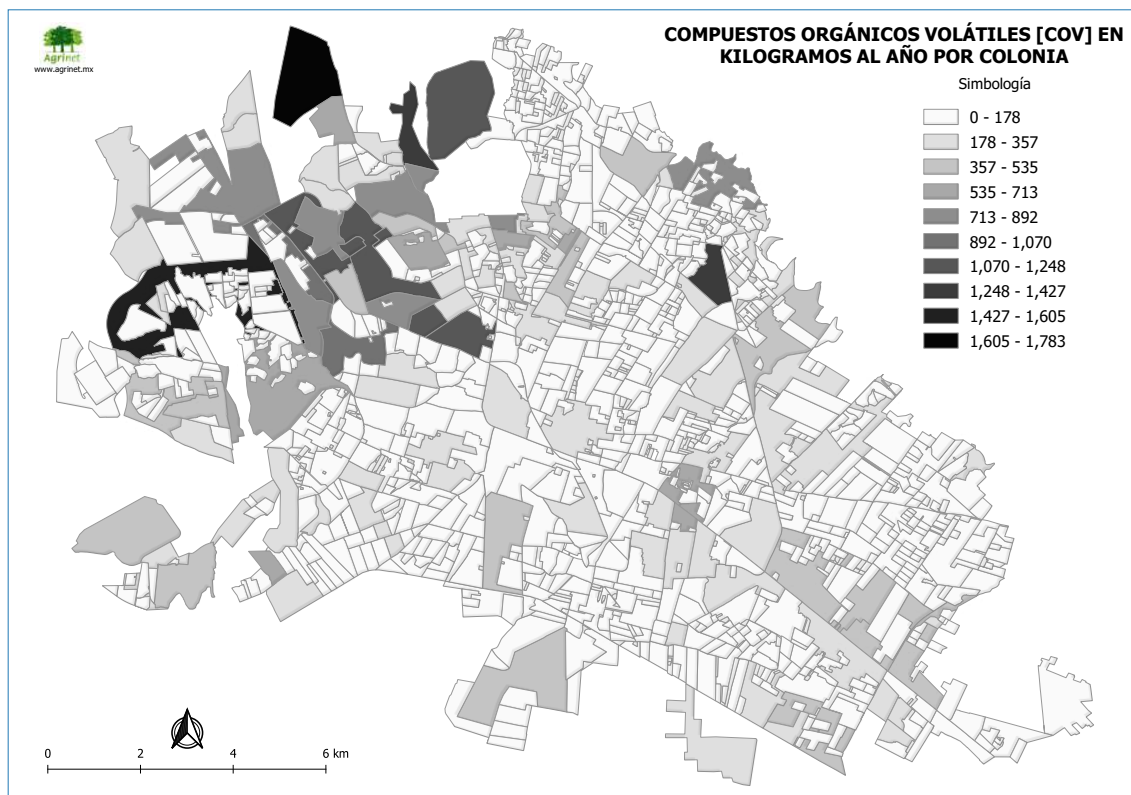 Agrinet
www.agrinet.mx
COMPUESTOS ORGÁNICOS VOLÁTILES [COV] EN
KILOGRAMOS AL AÑO POR COLONIA
Simbología
0 - 178
178 - 357
357 - 535
535 - 713
713 - 892
892 - 1,070
1,070 - 1,248
1,248 - 1,427
1,427 - 1,605
1,605 - 1,783
0 2 4 6 km